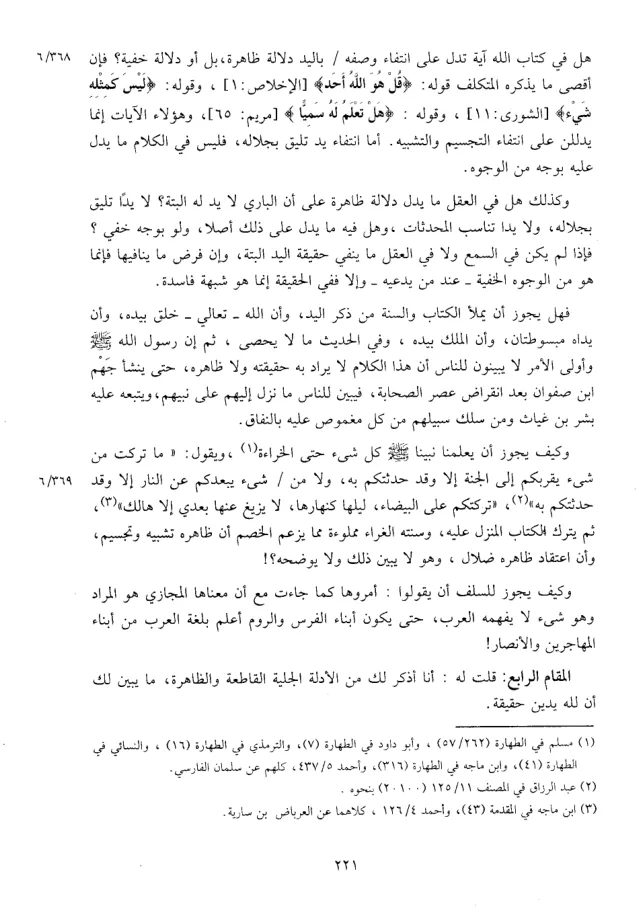 هل في كتاب الله آية تدل على انتفاء وصفه / باليد دلالة ظاهرة، بل أو دلالة خفية؟ فإن ٦/٣٦٨
أقصى ما يذكره المتكلف قوله: ﴿قُلْ هُوَ اللَّهُ أَحَد﴾ [الإخلاص:١] ، وقوله: ﴿لَيْسَ كَمثْله
شَيْء﴾ [الشورى:١١] ، وقوله : ﴿هَلْ تَعْلَمُ لَهُ سَمِيًّا ﴾ [مريم: ٦٥] ، وهؤلاء الآيات إنما
يدللن على انتفاء التجسيم والتشبيه. أما انتفاء يد تليق بجلاله، فليس في الكلام ما يدل
عليه بوجه من الوجوه.
وكذلك هل في العقل ما يدل دلالة ظاهرة على أن الباري لا يد له البتة؟ لا يدًا تليق
بجلاله، ولا يدا تناسب المحدثات ،وهل فيه ما يدل على ذلك أصلا، ولو بوجه خفي ؟
فإذا لم يكن في السمع ولا في العقل ما ينفي حقيقة اليد البتة، وإن فرض ما ينافيها فإنما
هو من الوجوه الخفية ـ عند من يدعيه ـ وإلا ففي الحقيقة إنما هو شبهة فاسدة.
فهل يجوز أن يملأ الكتاب والسنة من ذكر اليد، وأن الله ـ تعالي ـ خلق بيده، وأن
يداه مبسوطتان، وأن الملك بيده ، وفي الحديث ما لا يحصى ، ثم إن رسول الله ﷺ
وأولى الأمر لا يبينون للناس أن هذا الكلام لا يراد به حقيقته ولا ظاهره، حتى ينشأ جَهْم
ابن صفوان بعد انقراض عصر الصحابة، فيبين للناس ما نزل إليهم على نبيهم،ويتبعه عليه
بشر بن غياث ومن سلك سبيلهم من كل مغموص عليه بالنفاق.
وكيف يجوز أن يعلمنا نبينا ﷺ كل شىء حتى الخراءة(١) ،ويقول: « ما تركت من
شىء يقربكم إلى الجنة إلا وقد حدثتكم به، ولا من / شىء يبعدكم عن النار إلا وقد ٦/٣٦٩
حدثتكم به»(٢)، «تركتكم على البيضاء، ليلها كنهارها، لا يزيغ عنها بعدي إلا هالك»(٣)،
ثم يترك الكتاب المنزل عليه، وسنته الغراء مملوءة مما يزعم الخصم أن ظاهره تشبيه وتجسيم،
وأن اعتقاد ظاهره ضلال ، وهو لا يبين ذلك ولا يوضحه؟!
وكيف يجوز للسلف أن يقولوا : أمروها كما جاءت مع أن معناها المجازي هو المراد
وهو شىء لا يفهمه العرب، حتى يكون أبناء الفرس والروم أعلم بلغة العرب من أبناء
المهاجرين والأنصار!
المقام الرابع: قلت له : أنا أذكر لك من الأدلة الجلية القاطعة والظاهرة، ما يبين لك
أن لله يدين حقيقة.
(١) مسلم في الطهارة (٥٧/٢٦٢) ، وأبو داود في الطهارة (٧)، والترمذي في الطهارة (١٦) ، والنسائي في
الطهارة (٤١)، وابن ماجه في الطهارة (٣١٦)، وأحمد ٤٣٧/٥، كلهم عن سلمان الفارسي.
(٢) عبد الرزاق في المصنف ١٢٥/١١ (٢٠١٠٠) بنحوه .
(٣) ابن ماجه في المقدمة (٤٣)، وأحمد ١٢٦/٤ ، كلاهما عن العرباض بن سارية.
٢٢١